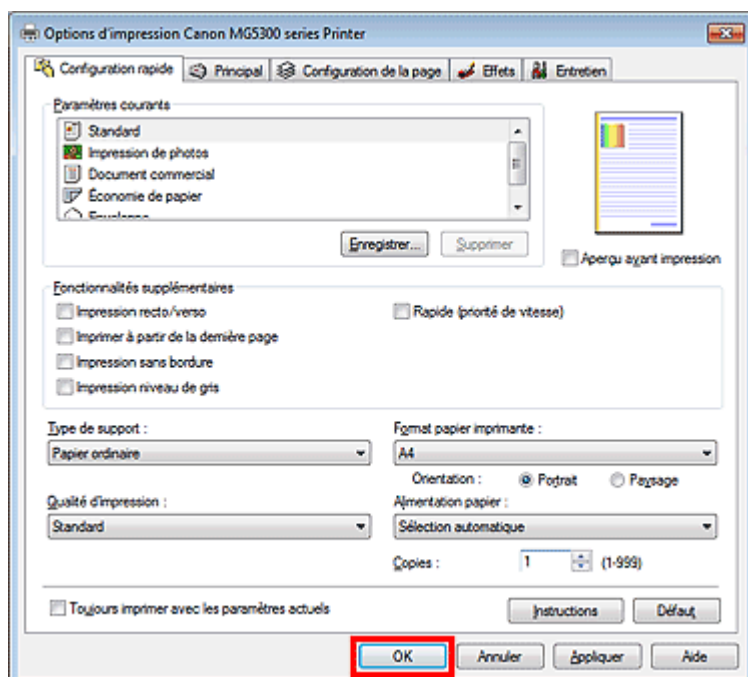 Options d'impression Canon MG5300 series Printer
Configuration rapide Principal Configuration de la page Effets Entretien
Paramètres courants
Standard
Impression de photos
Document commercial
Économie de papier
Enregistrer... Supprimer
Aperçu avant impression
Fonctionnalités supplémentaires
Impression recto/verso Rapide (priorité de vitesse)
Imprimer à partir de la dernière page
Impression sans bordure
Impression niveau de gris
Type de support : Format papier imprimante :
Papier ordinaire A4
Orientation : Portrait Paysage
Qualité d'impression : Alimentation papier :
Standard Sélection automatique
Copies : 1 (1-999)
Toujours imprimer avec les paramètres actuels Instructions Défaut
OK Annuler Appliquer Aide